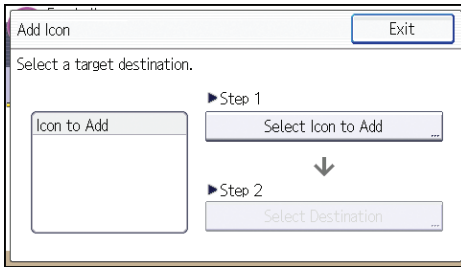 Add Icon
Exit
Select a target destination.
▶Step 1
Icon to Add
Select Icon to Add
▶Step 2
Select Destination